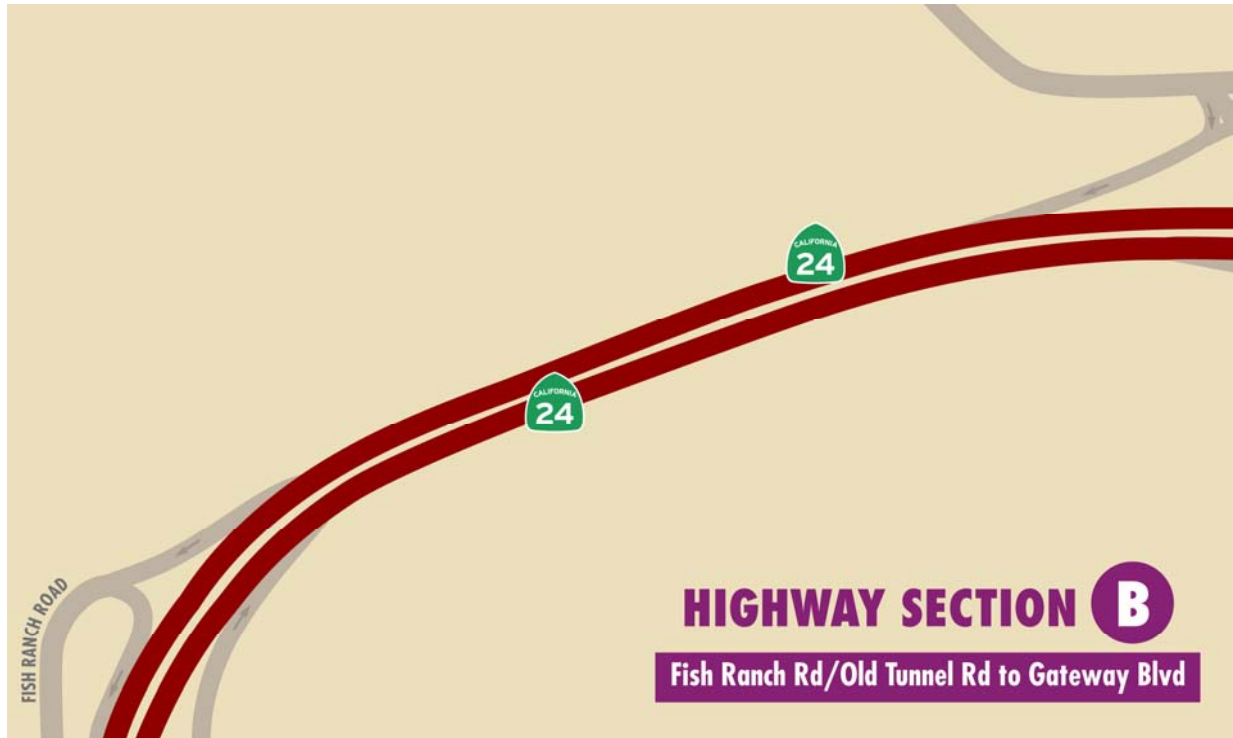 CALIFORNIA
24
CALIFORNIA
24
FISH RANCH ROAD
HIGHWAY SECTION B
Fish Ranch Rd/Old Tunnel Rd to Gateway Blvd